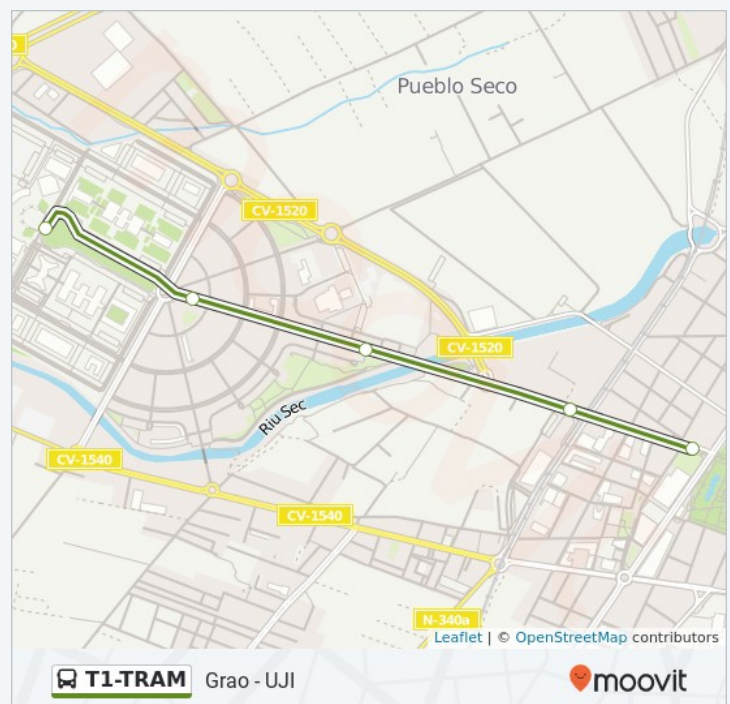 0
Pueblo Seco
CV-1520
CV-1520
Riu Sec
CV-1540
CV-1540
N-340a
Leaflet | © OpenStreetMap contributors
T1-TRAM Grao - UJI
moovit